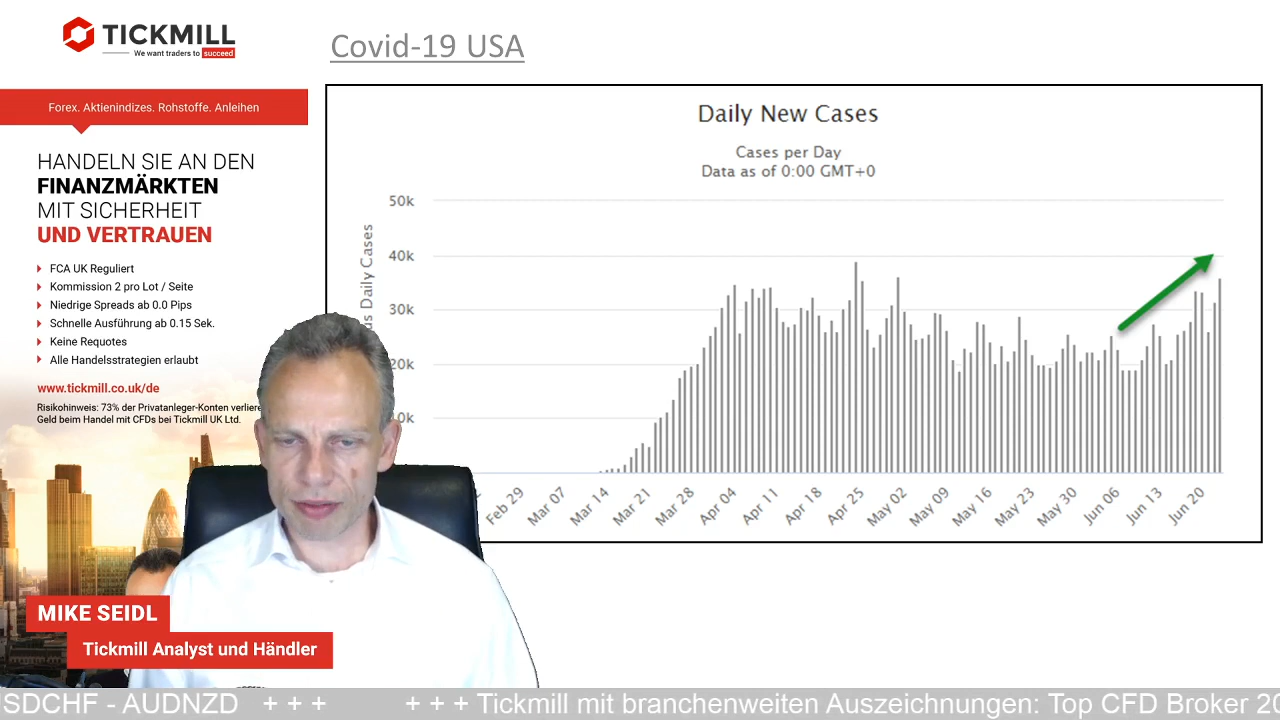 TICKMILL
We want traders to succeed
Forex. Aktienindizes. Rohstoffe. Anleihen
HANDELN SIE AN DEN
FINANZMÄRKTEN
MIT SICHERHEIT
UND VERTRAUEN
FCA UK Reguliert
Kommission 2 pro Lot / Seite
Niedrige Spreads ab 0.0 Pips
Schnelle Ausführung ab 0.15 Sek.
Keine Requotes
Alle Handelsstrategien erlaubt
www.tickmill.co.uk/de
Risikohinweis: 73% der Privatanleger-Konten verliere
Geld beim Handel mit CFDs bei Tickmill UK Ltd.
Covid-19 USA
Daily New Cases
Cases per Day
Data as of 0:00 GMT+0
Daily Cases
50k
40k
30k
20k
0k
Feb 29
Mar 07
Mar 14
Mar 21
Mar 28
Apr 04
Apr 11
Apr 18
Apr 25
May 02
May 09
May 16
May 23
May 30
Jun 06
Jun 13
Jun 20
MIKE SEIDL
Tickmill Analyst und Händler
SDCHF - AUDNZD + + + + + + Tickmill mit branchenweiten Auszeichnungen: Top CFD Broker 20